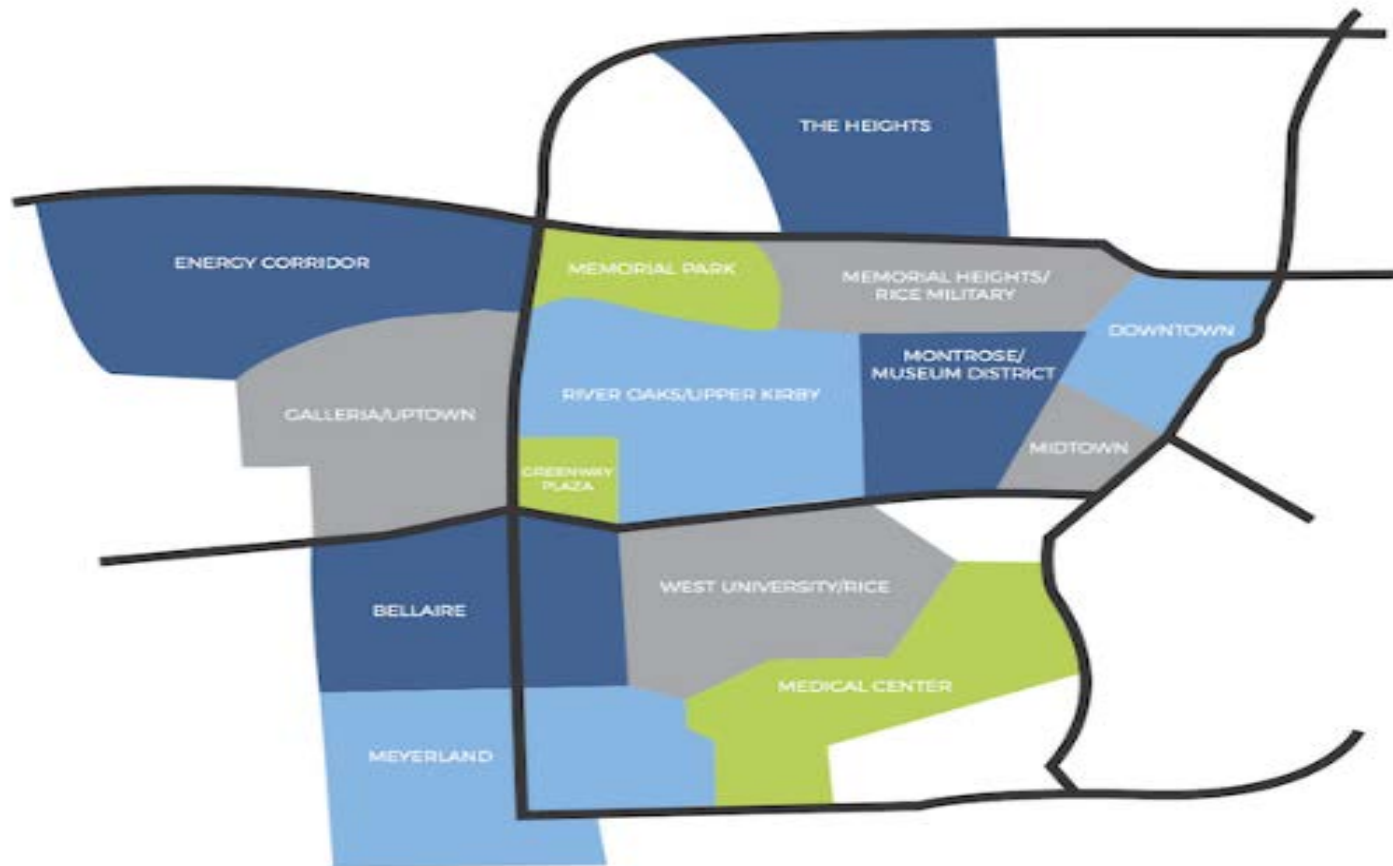 THE HEIGHTS
ENERGY CORRIDOR
MEMORIAL PARK
MEMORIAL HEIGHTS/
RICE MILITARY
DOWNTOWN
MONTROSE/
MUSEUM DISTRICT
RIVER OAKS/UPPER KIRBY
GALLERIA/UPTOWN
MIDTOWN
GREENWAY
PLAZA
WEST UNIVERSITY/RICE
BELLAIRE
MEDICAL CENTER
MEYERLAND